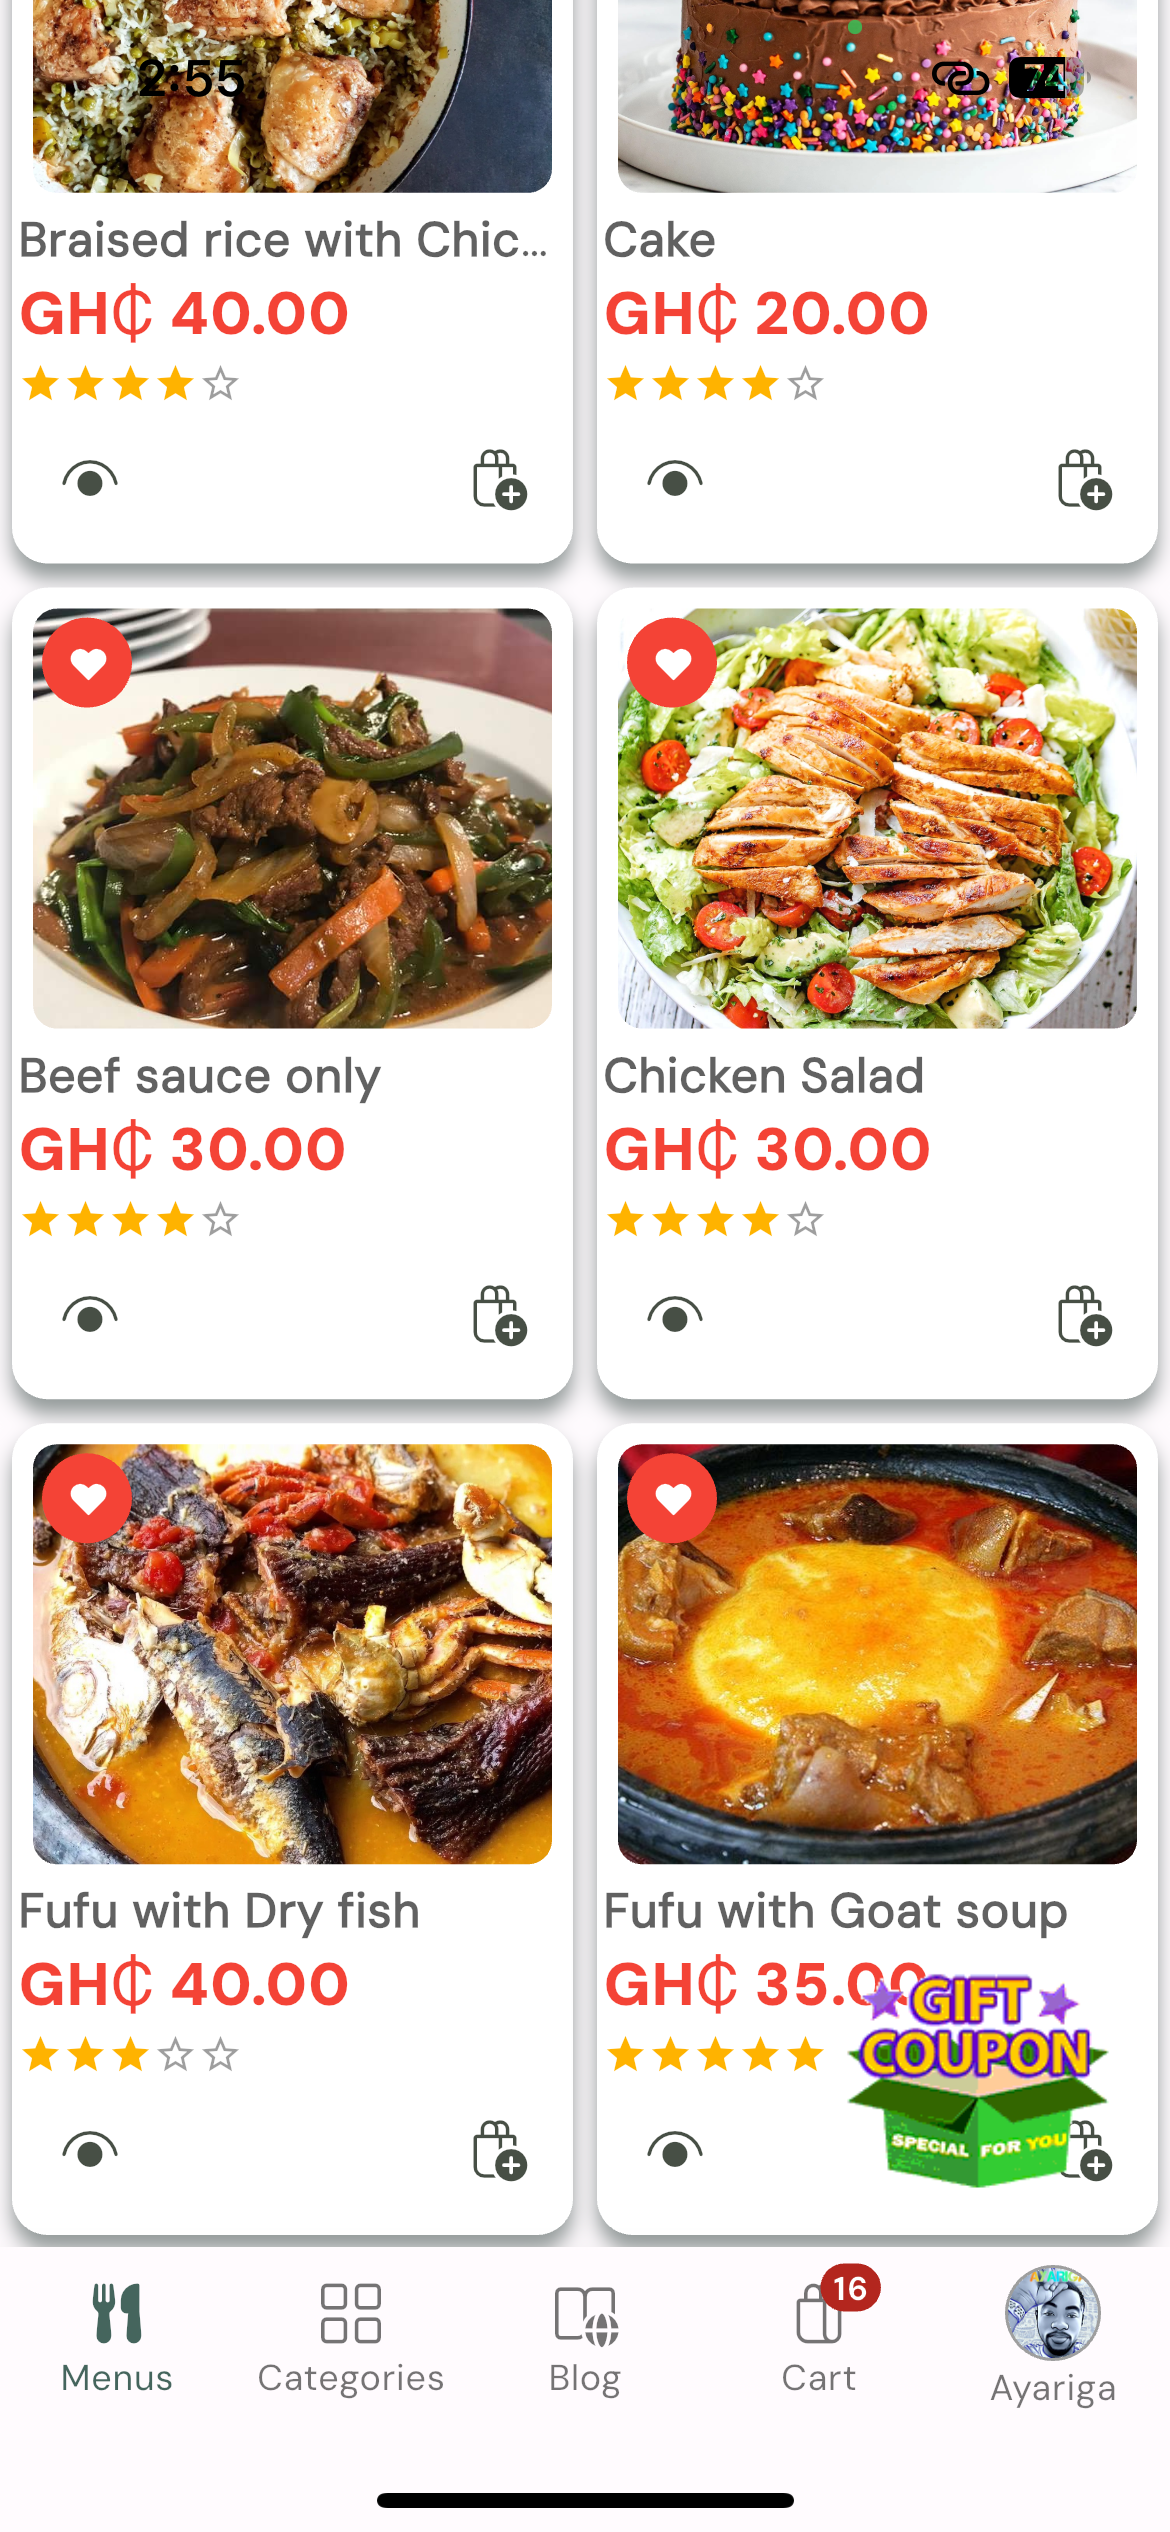 2:55
74
Braised rice with Chic...
Cake
GH₵ 40.00
GH₵ 20.00
Beef sauce only
Chicken Salad
GH₵ 30.00
GH₵ 30.00
Fufu with Dry fish
Fufu with Goat soup
GH₵ 40.00
GH₵ 35.00
GIFT
COUPON
SPECIAL FOR YOU
16
AYARIGA
Menus
Categories
Blog
Cart
Ayariga